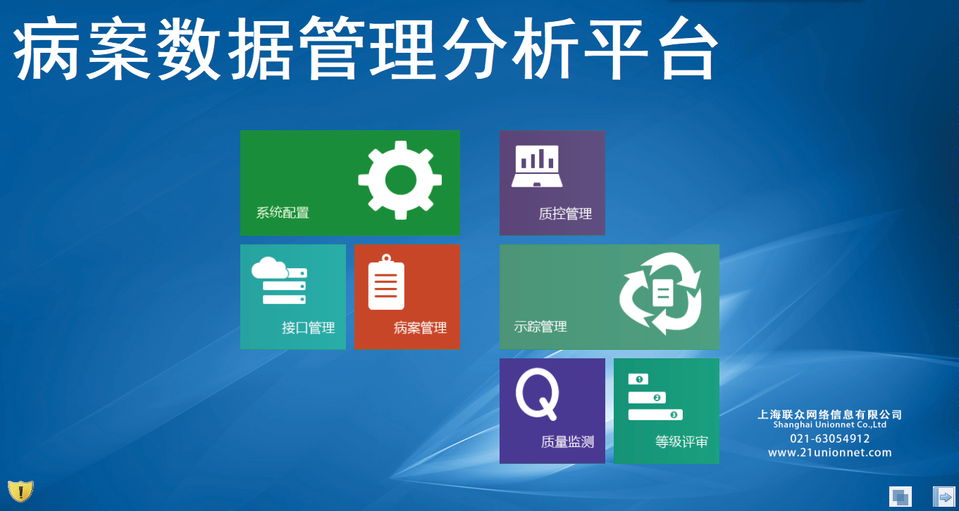 病案数据管理分析平台
系统配置
质控管理
接口管理
病案管理
示踪管理
Q
质量监测
1
2
3
等级评审
上海联众网络信息有限公司
Shanghai Unionnet Co.,Ltd
021-63054912
www.21unionnet.com
!